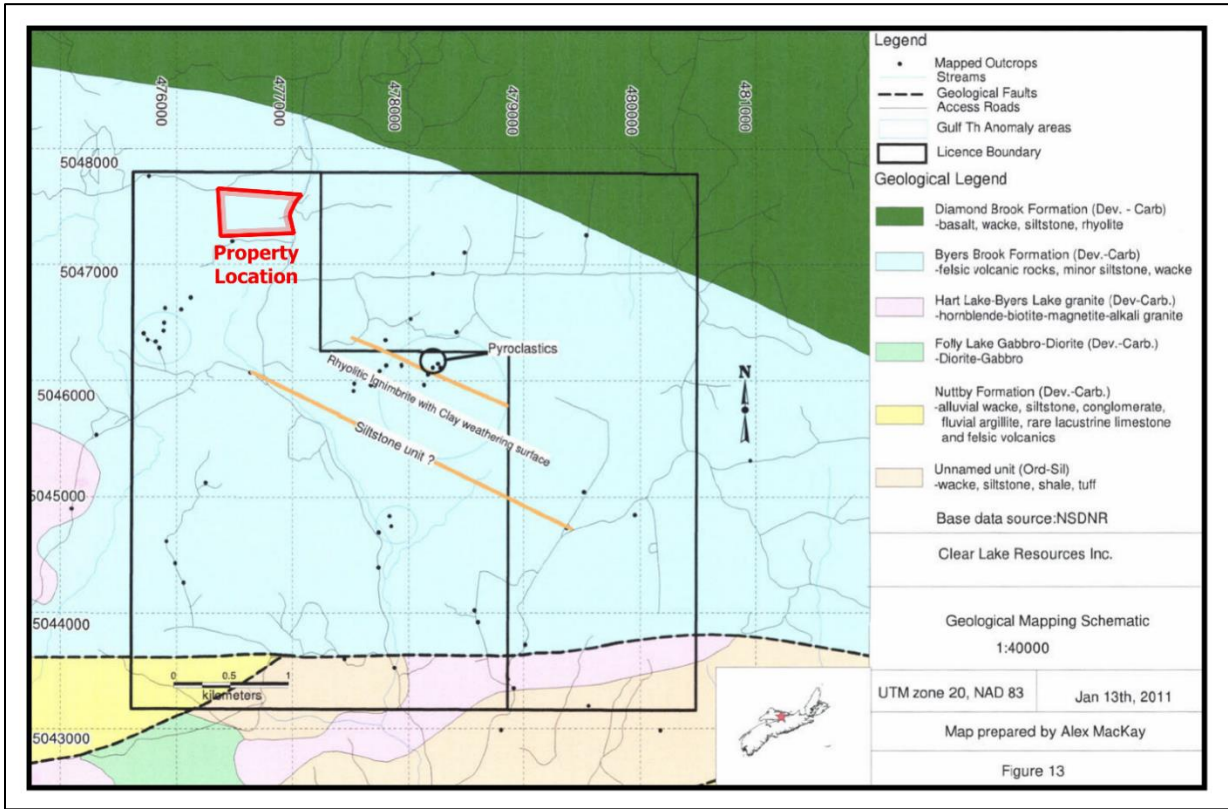 476000
477000
478000
479000
480000
481000
5048000
5047000
5046000
5045000
5044000
5043000
Property
Location
Pyroclastics
Rhyolitic Ignimbrite with Clay weathering surface
Siltstone unit ?
N
0 0.5 1
kilometers
Legend
Mapped Outcrops
Streams
Geological Faults
Access Roads
Gulf Th Anomaly areas
Licence Boundary
Geological Legend
Diamond Brook Formation (Dev. - Carb)
-basalt, wacke, siltstone, rhyolite
Byers Brook Formation (Dev.-Carb)
-felsic volcanic rocks, minor siltstone, wacke
Hart Lake-Byers Lake granite (Dev-Carb.)
-hornblende-biotite-magnetite-alkali granite
Folly Lake Gabbro-Diorite (Dev.-Carb.)
-Diorite-Gabbro
Nuttby Formation (Dev.-Carb.)
-alluvial wacke, siltstone, conglomerate,
fluvial argillite, rare lacustrine limestone
and felsic volcanics
Unnamed unit (Ord-Sil)
-wacke, siltstone, shale, tuff
Base data source:NSDNR
Clear Lake Resources Inc.
Geological Mapping Schematic
1:40000
UTM zone 20, NAD 83
Jan 13th, 2011
Map prepared by Alex MacKay
Figure 13